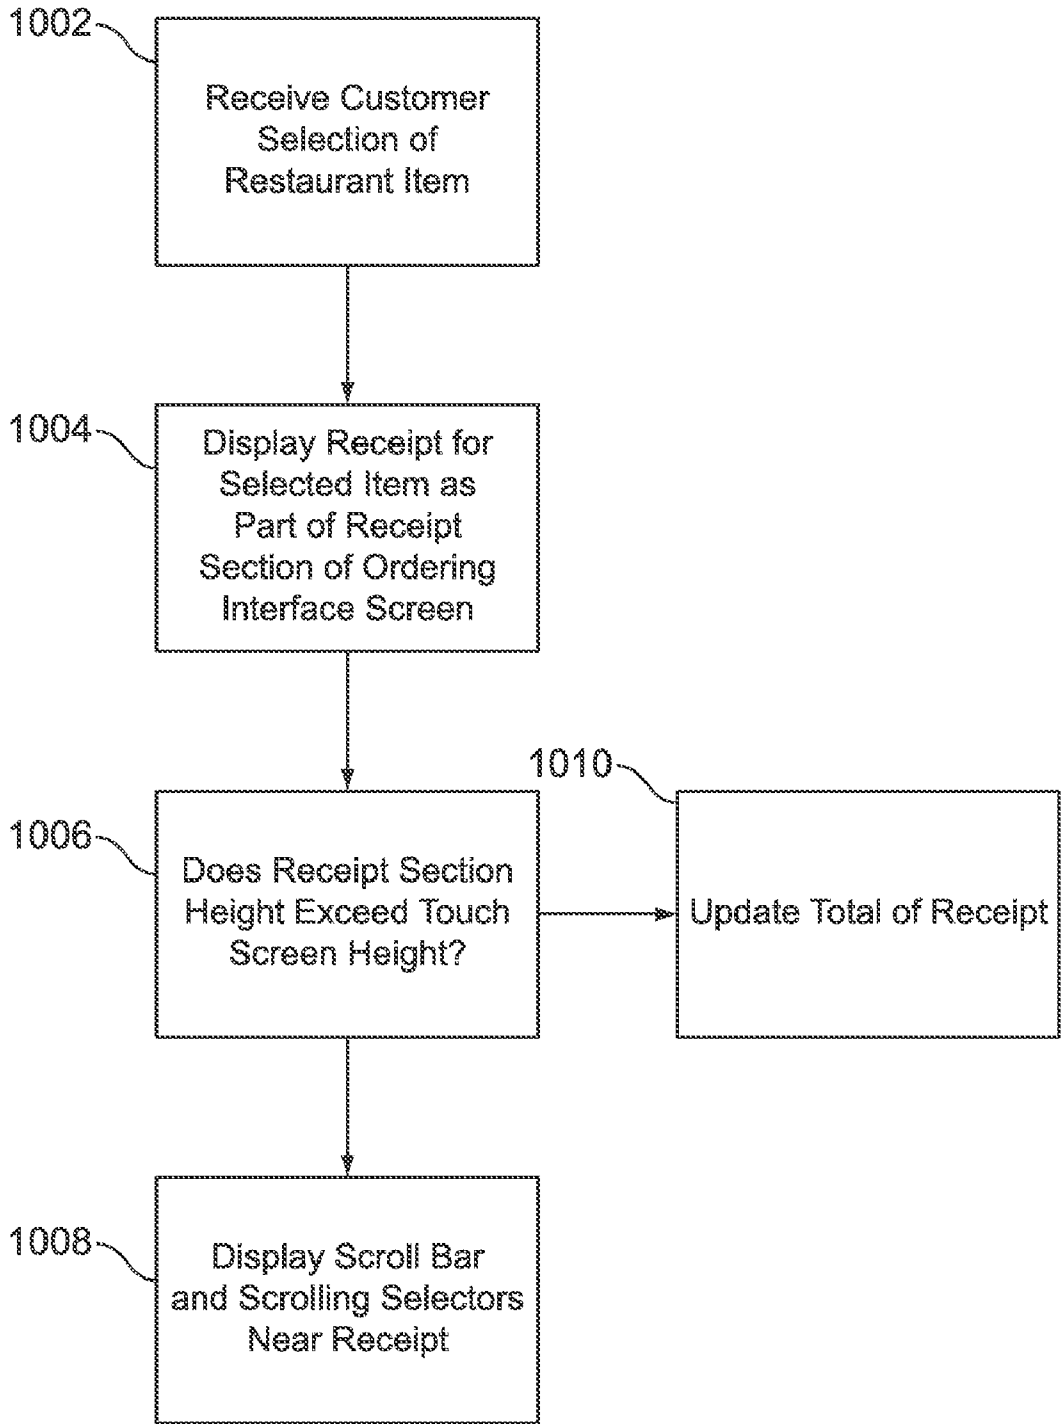 1002
Receive Customer
Selection of
Restaurant Item
1004
Display Receipt for
Selected Item as
Part of Receipt
Section of Ordering
Interface Screen
1006
Does Receipt Section
Height Exceed Touch
Screen Height?
1010
Update Total of Receipt
1008
Display Scroll Bar
and Scrolling Selectors
Near Receipt